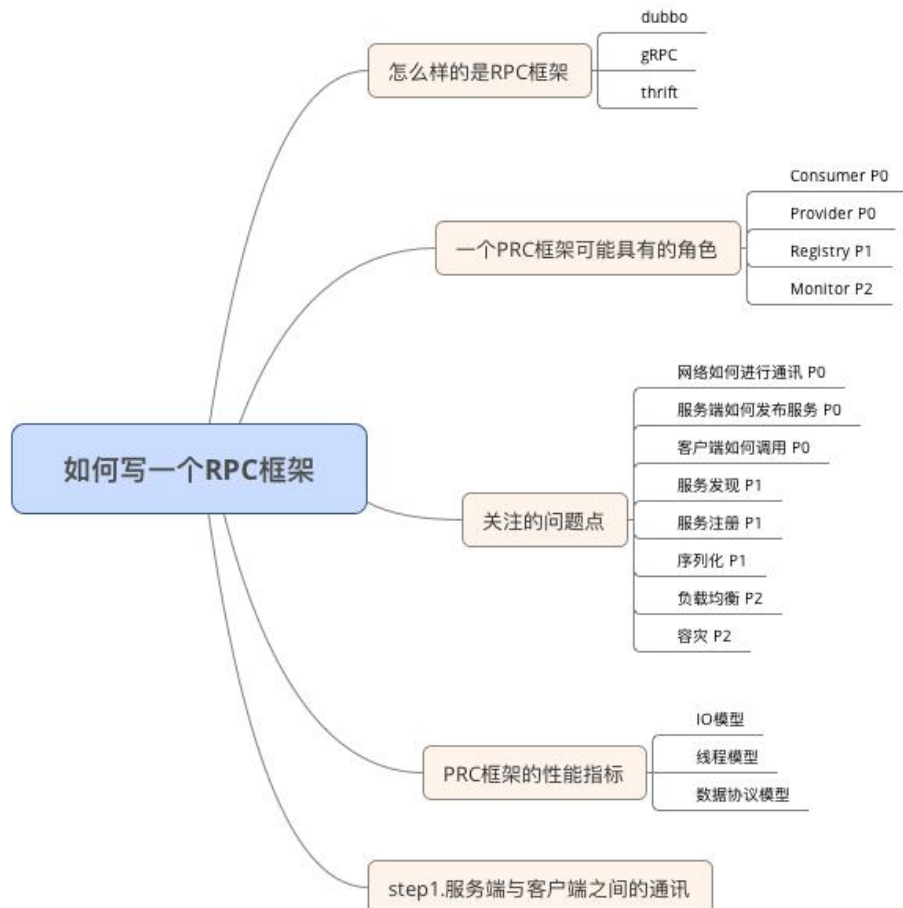 如何写一个RPC框架
怎么样的是RPC框架
dubbo
gRPC
thrift
一个PRC框架可能具有的角色
Consumer P0
Provider P0
Registry P1
Monitor P2
关注的问题点
网络如何进行通讯 P0
服务端如何发布服务 P0
客户端如何调用 P0
服务发现 P1
服务注册 P1
序列化 P1
负载均衡 P2
容灾 P2
PRC框架的性能指标
IO模型
线程模型
数据协议模型
step1.服务端与客户端之间的通讯